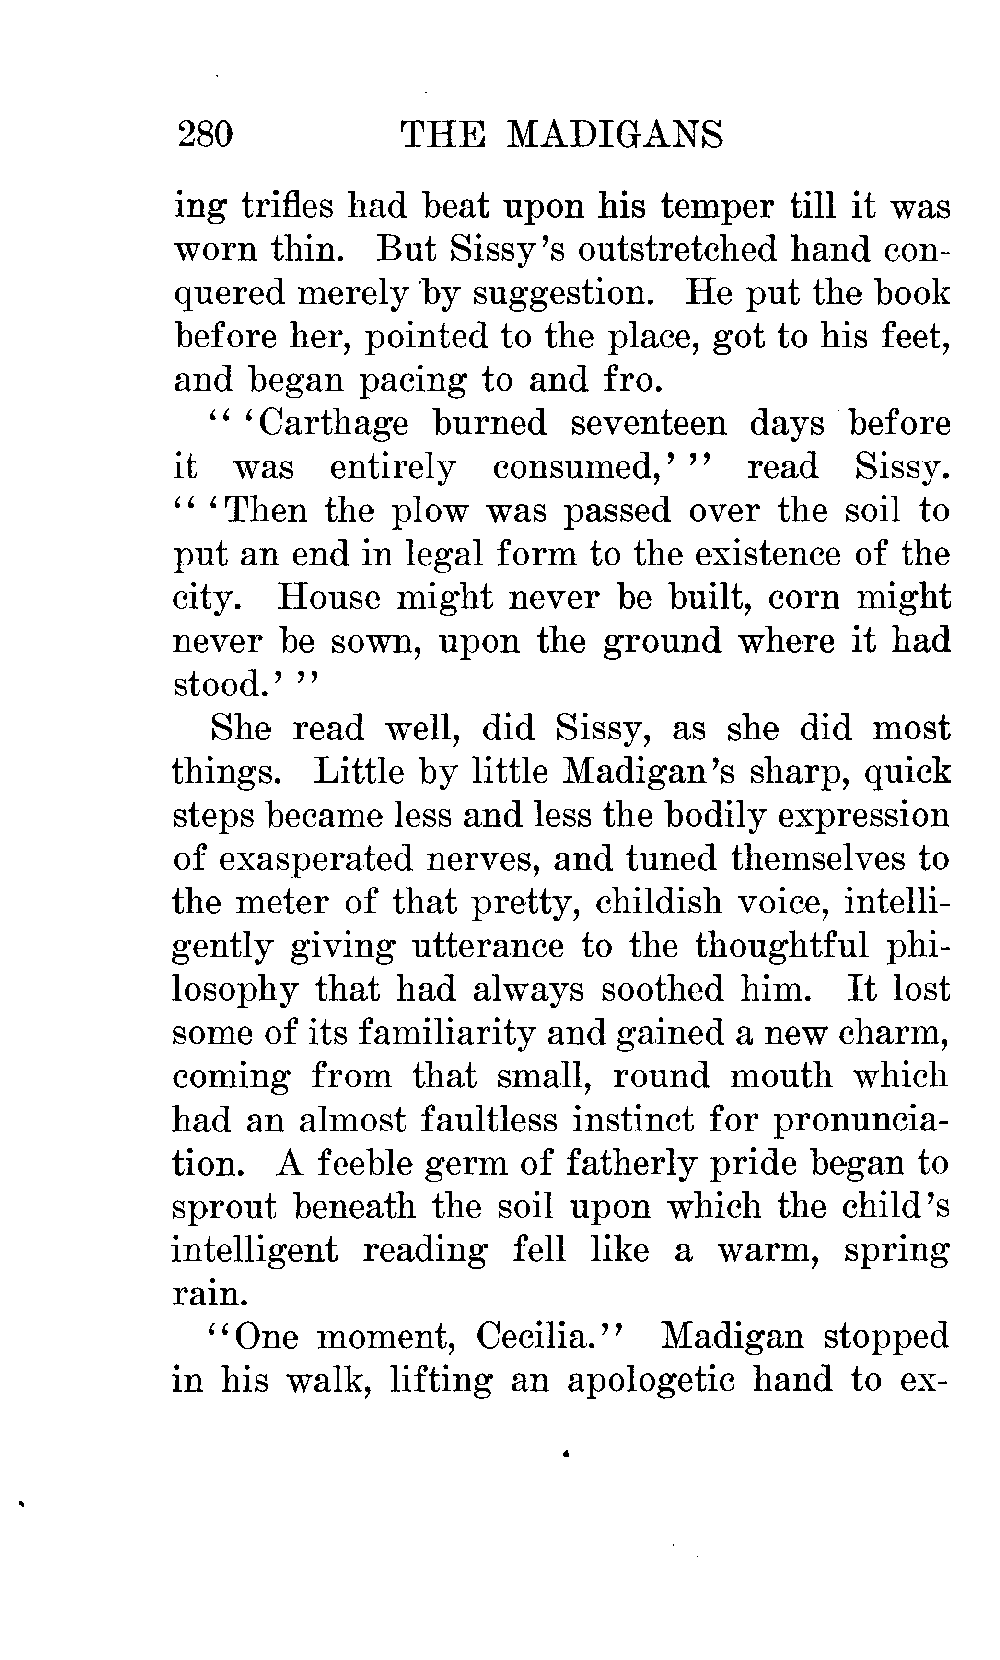 280 THE MADIGANS
ing trifles had beat upon his temper till it was
worn thin. But Sissy's outstretched hand con-
quered merely by suggestion. He put the book
before her, pointed to the place, got to his feet,
and began pacing to and fro.
" 'Carthage burned seventeen days before
it was entirely consumed,' " read Sissy.
" 'Then the plow was passed over the soil to
put an end in legal form to the existence of the
city. House might never be built, corn might
never be sown, upon the ground where it had
stood.' "
She read well, did Sissy, as she did most
things. Little by little Madigan's sharp, quick
steps became less and less the bodily expression
of exasperated nerves, and tuned themselves to
the meter of that pretty, childish voice, intelli-
gently giving utterance to the thoughtful phi-
losophy that had always soothed him. It lost
some of its familiarity and gained a new charm,
coming from that small, round mouth which
had an almost faultless instinct for pronuncia-
tion. A feeble germ of fatherly pride began to
sprout beneath the soil upon which the child's
intelligent reading fell like a warm, spring
rain.
"One moment, Cecilia." Madigan stopped
in his walk, lifting an apologetic hand to ex-